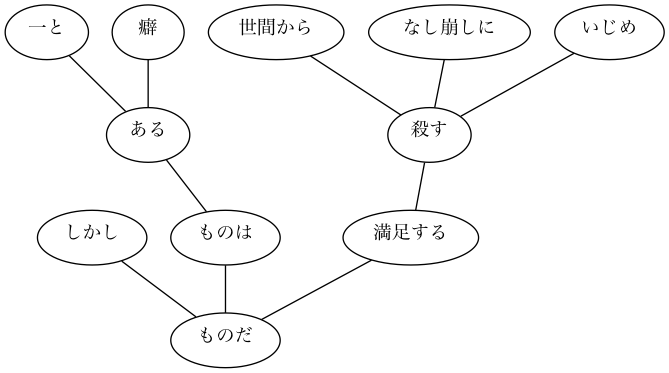 一と
癖
世間から
なし崩しに
いじめ
ある
殺す
しかし
ものは
満足する
ものだ